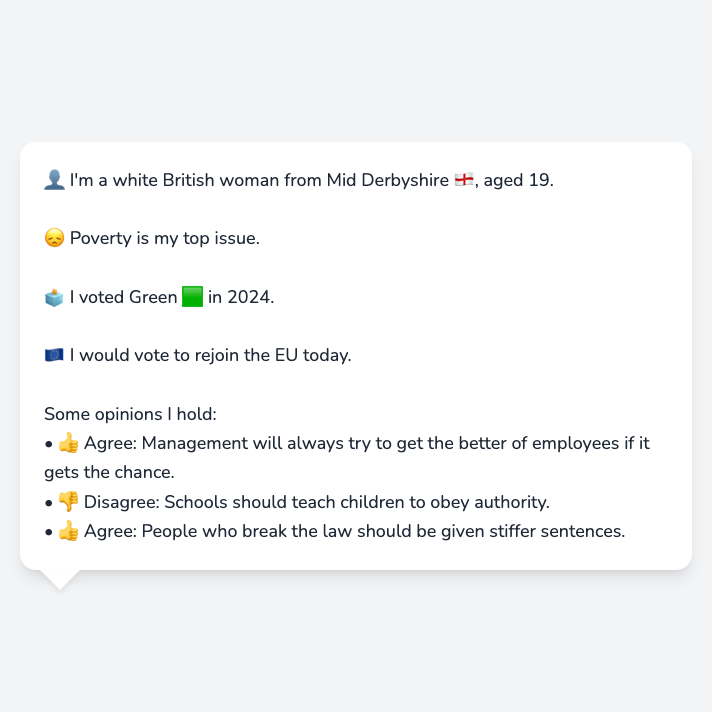 👤 I'm a white British woman from Mid Derbyshire 🏴󠁧󠁢󠁥󠁮󠁧󠁿, aged 19.
😞 Poverty is my top issue.
🗳️ I voted Green 🟩 in 2024.
🇪🇺 I would vote to rejoin the EU today.
Some opinions I hold:
• 👍 Agree: Management will always try to get the better of employees if it
gets the chance.
• 👎 Disagree: Schools should teach children to obey authority.
• 👍 Agree: People who break the law should be given stiffer sentences.